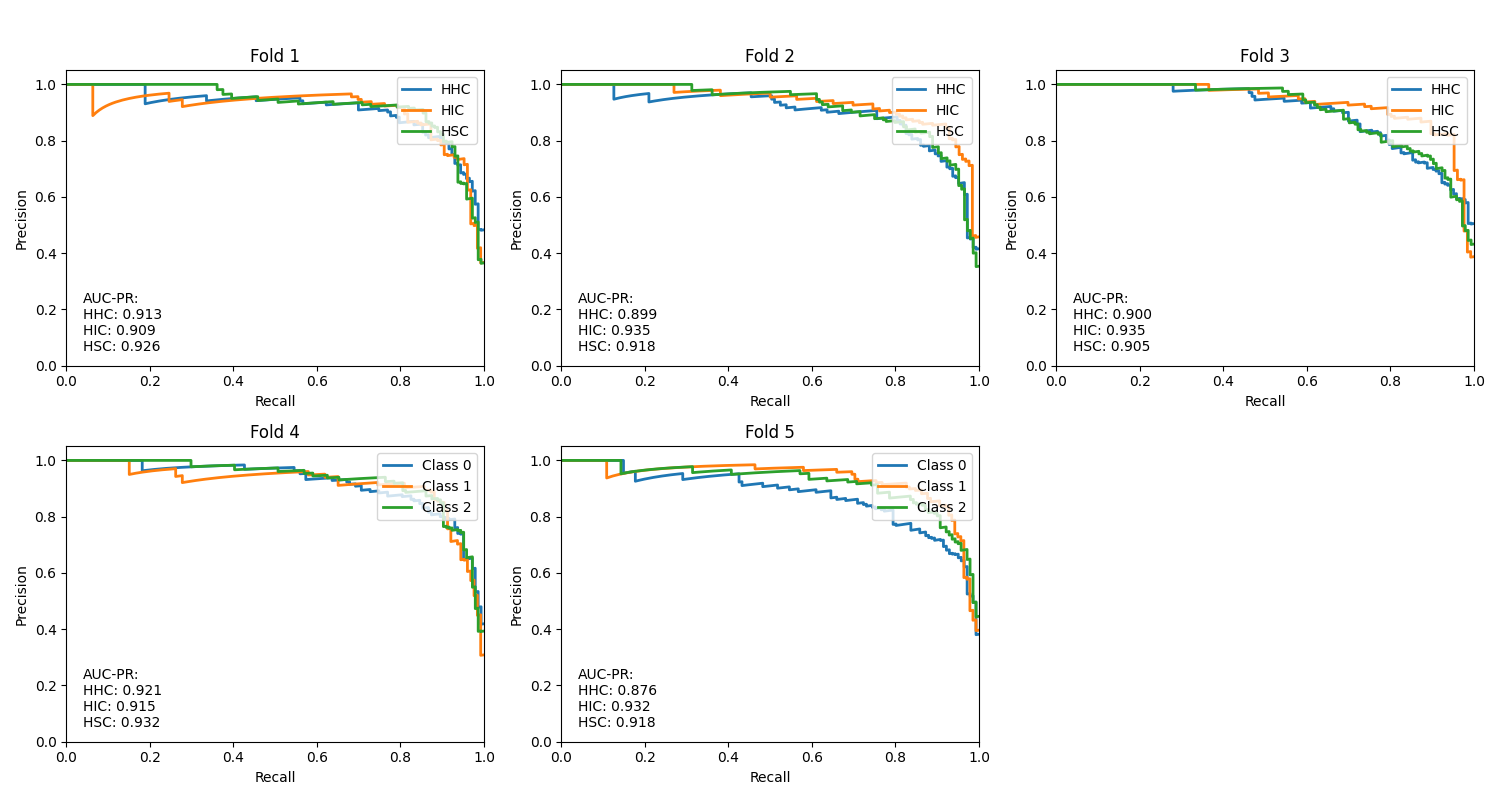 Fold 1
1.0
0.8
0.6
0.4
0.2
0.0
Precision
HHC
HIC
HSC
AUC-PR:
HHC: 0.913
HIC: 0.909
HSC: 0.926
0.0 0.2 0.4 0.6 0.8 1.0
Recall
Fold 2
1.0
0.8
0.6
0.4
0.2
0.0
Precision
HHC
HIC
HSC
AUC-PR:
HHC: 0.899
HIC: 0.935
HSC: 0.918
0.0 0.2 0.4 0.6 0.8 1.0
Recall
Fold 3
1.0
0.8
0.6
0.4
0.2
0.0
Precision
HHC
HIC
HSC
AUC-PR:
HHC: 0.900
HIC: 0.935
HSC: 0.905
0.0 0.2 0.4 0.6 0.8 1.0
Recall
Fold 4
1.0
0.8
0.6
0.4
0.2
0.0
Precision
Class 0
Class 1
Class 2
AUC-PR:
HHC: 0.921
HIC: 0.915
HSC: 0.932
0.0 0.2 0.4 0.6 0.8 1.0
Recall
Fold 5
1.0
0.8
0.6
0.4
0.2
0.0
Precision
Class 0
Class 1
Class 2
AUC-PR:
HHC: 0.876
HIC: 0.932
HSC: 0.918
0.0 0.2 0.4 0.6 0.8 1.0
Recall